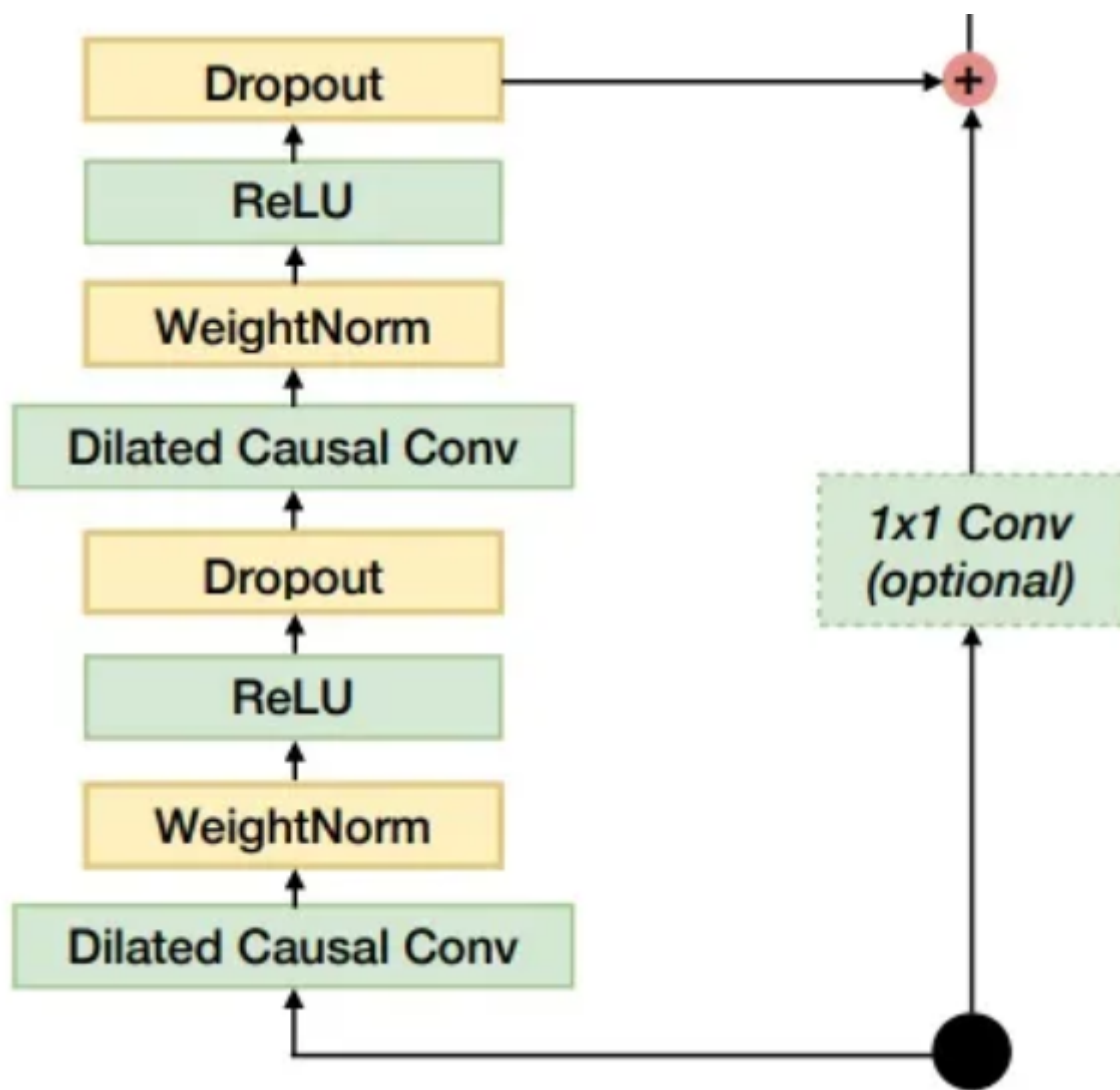 Dropout
+
ReLU
WeightNorm
Dilated Causal Conv
1x1 Conv
(optional)
Dropout
ReLU
WeightNorm
Dilated Causal Conv